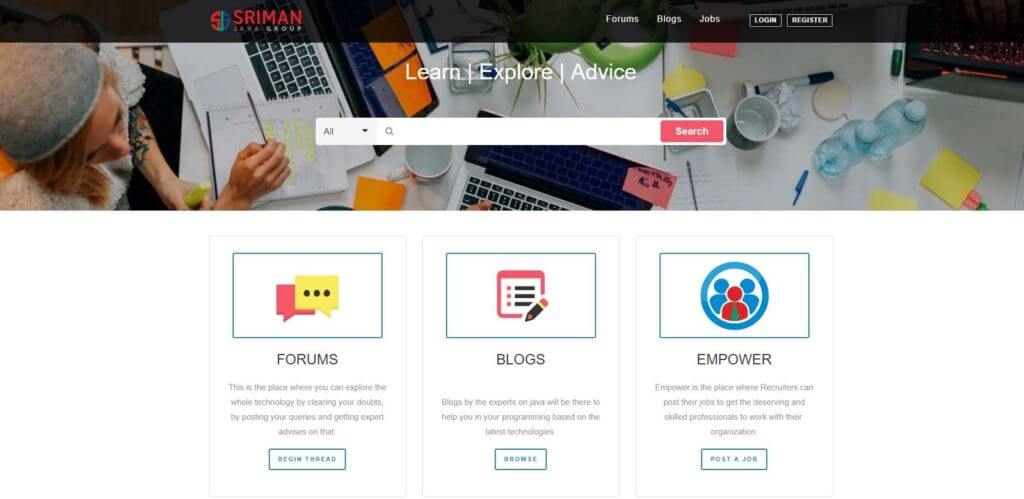 SRIMAN
JAVA GROUP
Forums Blogs Jobs LOGIN REGISTER
Learn | Explore | Advice
All Search
FORUMS
This is the place where you can explore the
whole technology by clearing your doubts,
by posting your queries and getting expert
advises on that.
BEGIN THREAD
BLOGS
Blogs by the experts on java will be there to
help you in your programming based on the
latest technologies.
BROWSE
EMPOWER
Empower is the place where Recruiters can
post their jobs to get the deserving and
skilled professionals to work with their
organization.
POST A JOB